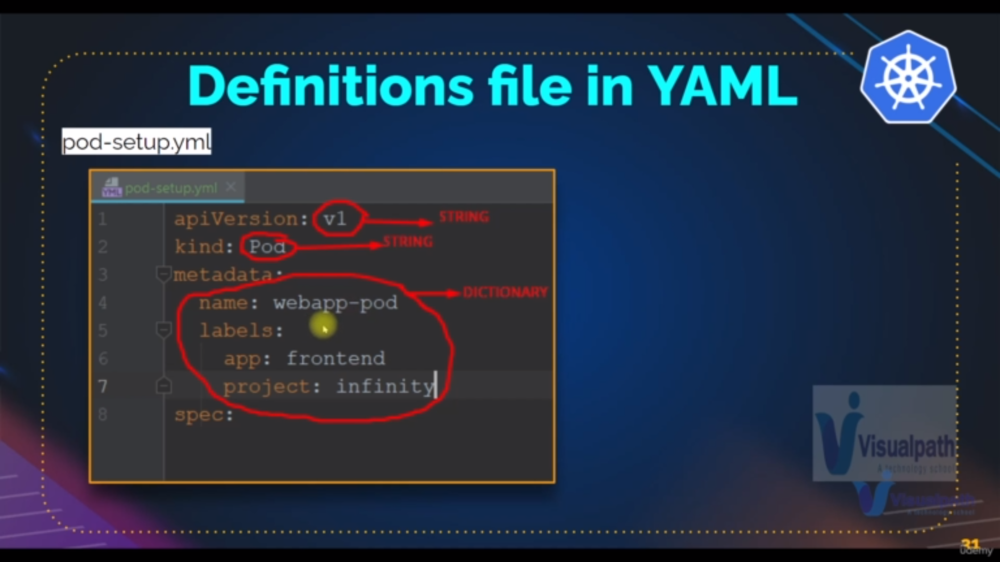 Definitions file in YAML
pod-setup.yml
YML pod-setup.yml
1 apiVersion: v1 STRING
2 kind: Pod STRING
3 metadata:
DICTIONARY
4 name: webapp-pod
5 labels:
6 app: frontend
7 project: infinity
8 spec:
Visualpath
A technology school
Visualpath
A technology school
31
ûdemy